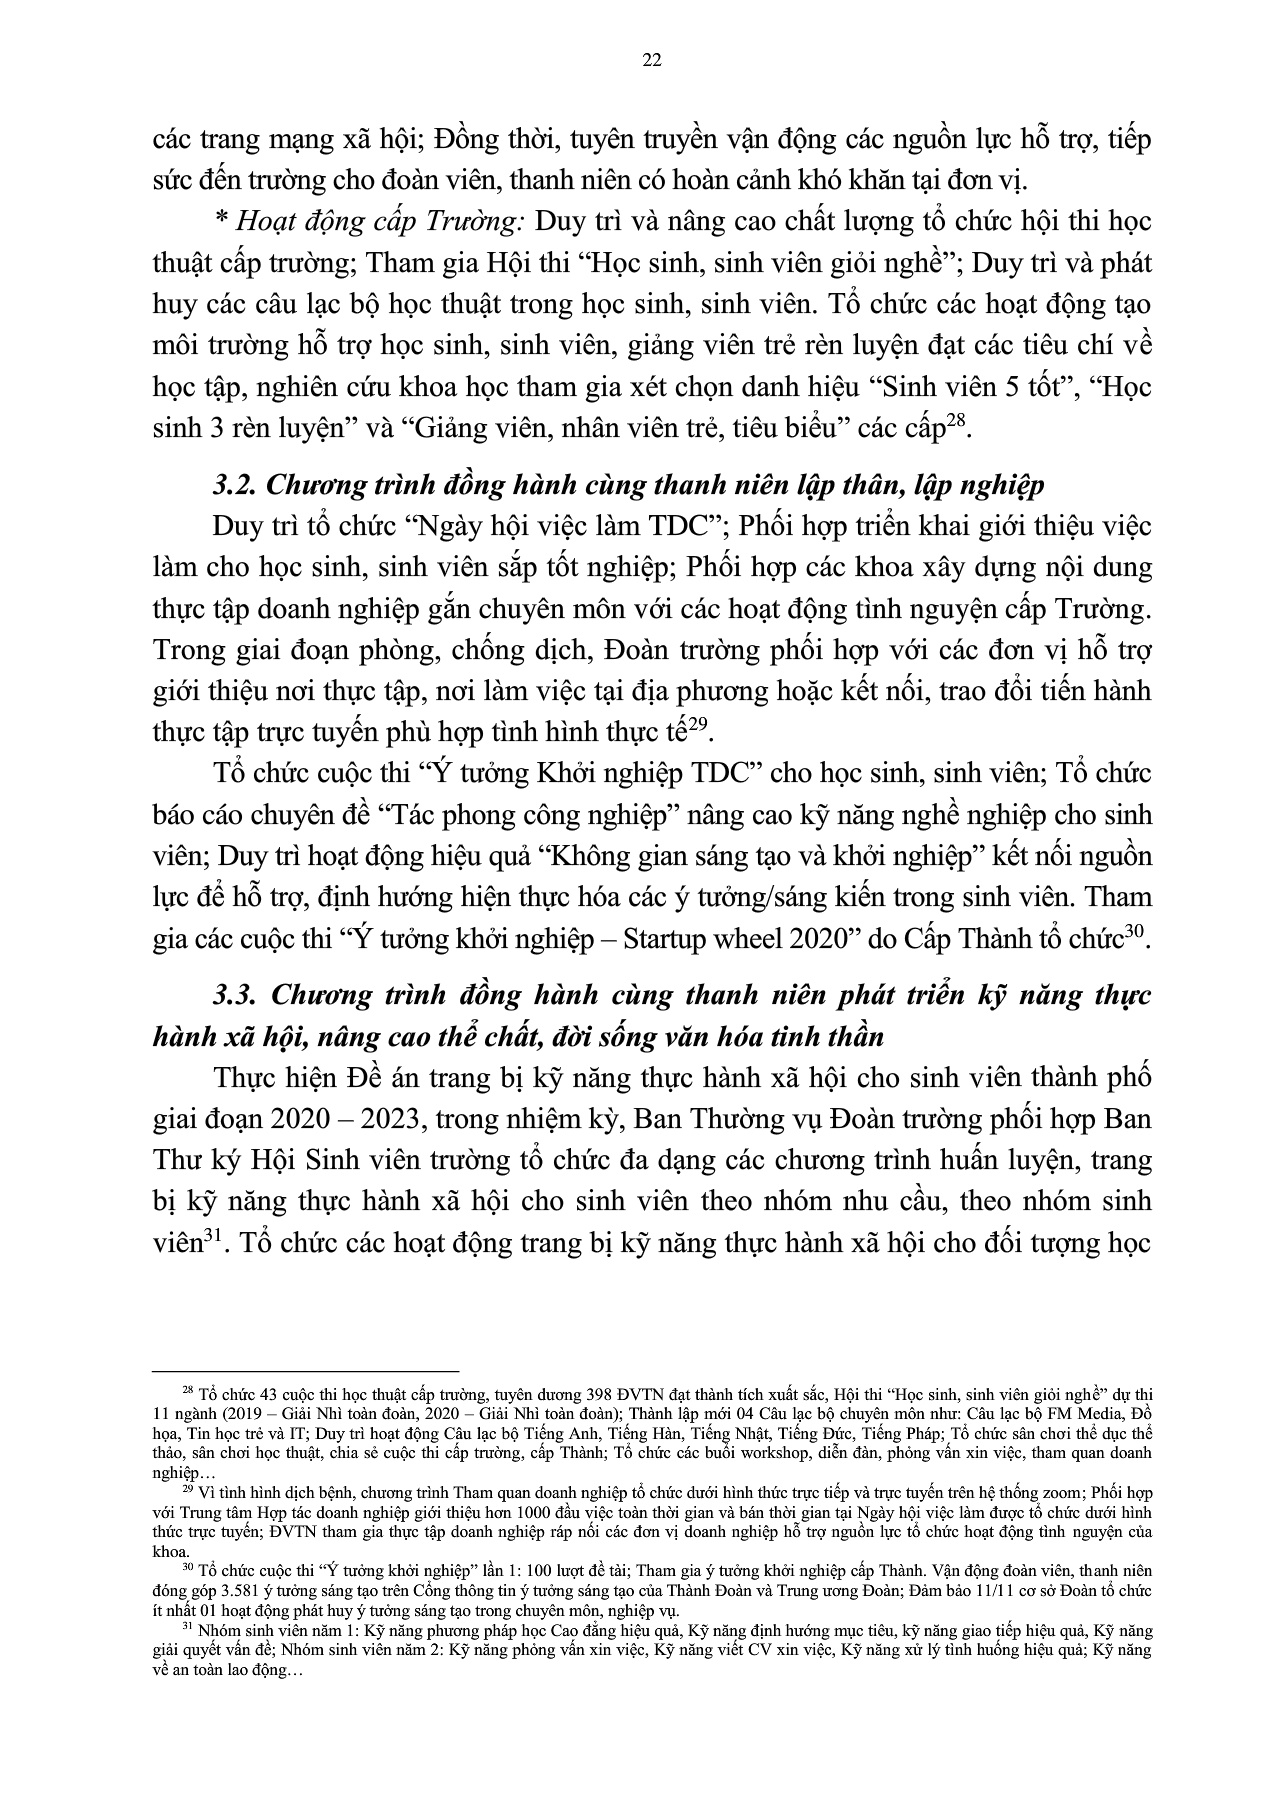 22
các trang mạng xã hội; Đồng thời, tuyên truyền vận động các nguồn lực hỗ trợ, tiếp
sức đến trường cho đoàn viên, thanh niên có hoàn cảnh khó khăn tại đơn vị.
* Hoạt động cấp Trường: Duy trì và nâng cao chất lượng tổ chức hội thi học
thuật cấp trường; Tham gia Hội thi “Học sinh, sinh viên giỏi nghề”; Duy trì và phát
huy các câu lạc bộ học thuật trong học sinh, sinh viên. Tổ chức các hoạt động tạo
môi trường hỗ trợ học sinh, sinh viên, giảng viên trẻ rèn luyện đạt các tiêu chí về
học tập, nghiên cứu khoa học tham gia xét chọn danh hiệu “Sinh viên 5 tốt”, “Học
sinh 3 rèn luyện” và “Giảng viên, nhân viên trẻ, tiêu biểu” các cấp28.
3.2. Chương trình đồng hành cùng thanh niên lập thân, lập nghiệp
Duy trì tổ chức “Ngày hội việc làm TDC”; Phối hợp triển khai giới thiệu việc
làm cho học sinh, sinh viên sắp tốt nghiệp; Phối hợp các khoa xây dựng nội dung
thực tập doanh nghiệp gắn chuyên môn với các hoạt động tình nguyện cấp Trường.
Trong giai đoạn phòng, chống dịch, Đoàn trường phối hợp với các đơn vị hỗ trợ
giới thiệu nơi thực tập, nơi làm việc tại địa phương hoặc kết nối, trao đổi tiến hành
thực tập trực tuyến phù hợp tình hình thực tế29.
Tổ chức cuộc thi “Ý tưởng Khởi nghiệp TDC” cho học sinh, sinh viên; Tổ chức
báo cáo chuyên đề “Tác phong công nghiệp” nâng cao kỹ năng nghề nghiệp cho sinh
viên; Duy trì hoạt động hiệu quả “Không gian sáng tạo và khởi nghiệp” kết nối nguồn
lực để hỗ trợ, định hướng hiện thực hóa các ý tưởng/sáng kiến trong sinh viên. Tham
gia các cuộc thi “Ý tưởng khởi nghiệp – Startup wheel 2020” do Cấp Thành tổ chức30.
3.3. Chương trình đồng hành cùng thanh niên phát triển kỹ năng thực
hành xã hội, nâng cao thể chất, đời sống văn hóa tinh thần
Thực hiện Đề án trang bị kỹ năng thực hành xã hội cho sinh viên thành phố
giai đoạn 2020 – 2023, trong nhiệm kỳ, Ban Thường vụ Đoàn trường phối hợp Ban
Thư ký Hội Sinh viên trường tổ chức đa dạng các chương trình huấn luyện, trang
bị kỹ năng thực hành xã hội cho sinh viên theo nhóm nhu cầu, theo nhóm sinh
viên31. Tổ chức các hoạt động trang bị kỹ năng thực hành xã hội cho đối tượng học
28 Tổ chức 43 cuộc thi học thuật cấp trường, tuyên dương 398 ĐVTN đạt thành tích xuất sắc, Hội thi “Học sinh, sinh viên giỏi nghề” dự thi
11 ngành (2019 – Giải Nhì toàn đoàn, 2020 – Giải Nhì toàn đoàn); Thành lập mới 04 Câu lạc bộ chuyên môn như: Câu lạc bộ FM Media, Đồ
họa, Tin học trẻ và IT; Duy trì hoạt động Câu lạc bộ Tiếng Anh, Tiếng Hàn, Tiếng Nhật, Tiếng Đức, Tiếng Pháp; Tổ chức sân chơi thể dục thể
thảo, sân chơi học thuật, chia sẻ cuộc thi cấp trường, cấp Thành; Tổ chức các buổi workshop, diễn đàn, phỏng vấn xin việc, tham quan doanh
nghiệp…
29 Vì tình hình dịch bệnh, chương trình Tham quan doanh nghiệp tổ chức dưới hình thức trực tiếp và trực tuyến trên hệ thống zoom; Phối hợp
với Trung tâm Hợp tác doanh nghiệp giới thiệu hơn 1000 đầu việc toàn thời gian và bán thời gian tại Ngày hội việc làm được tổ chức dưới hình
thức trực tuyến; ĐVTN tham gia thực tập doanh nghiệp ráp nối các đơn vị doanh nghiệp hỗ trợ nguồn lực tổ chức hoạt động tình nguyện của
khoa.
30 Tổ chức cuộc thi “Ý tưởng khởi nghiệp” lần 1: 100 lượt đề tài; Tham gia ý tưởng khởi nghiệp cấp Thành. Vận động đoàn viên, thanh niên
đóng góp 3.581 ý tưởng sáng tạo trên Cổng thông tin ý tưởng sáng tạo của Thành Đoàn và Trung ương Đoàn; Đảm bảo 11/11 cơ sở Đoàn tổ chức
ít nhất 01 hoạt động phát huy ý tưởng sáng tạo trong chuyên môn, nghiệp vụ.
31 Nhóm sinh viên năm 1: Kỹ năng phương pháp học Cao đẳng hiệu quả, Kỹ năng định hướng mục tiêu, kỹ năng giao tiếp hiệu quả, Kỹ năng
giải quyết vấn đề; Nhóm sinh viên năm 2: Kỹ năng phỏng vấn xin việc, Kỹ năng viết CV xin việc, Kỹ năng xử lý tình huống hiệu quả; Kỹ năng
về an toàn lao động…